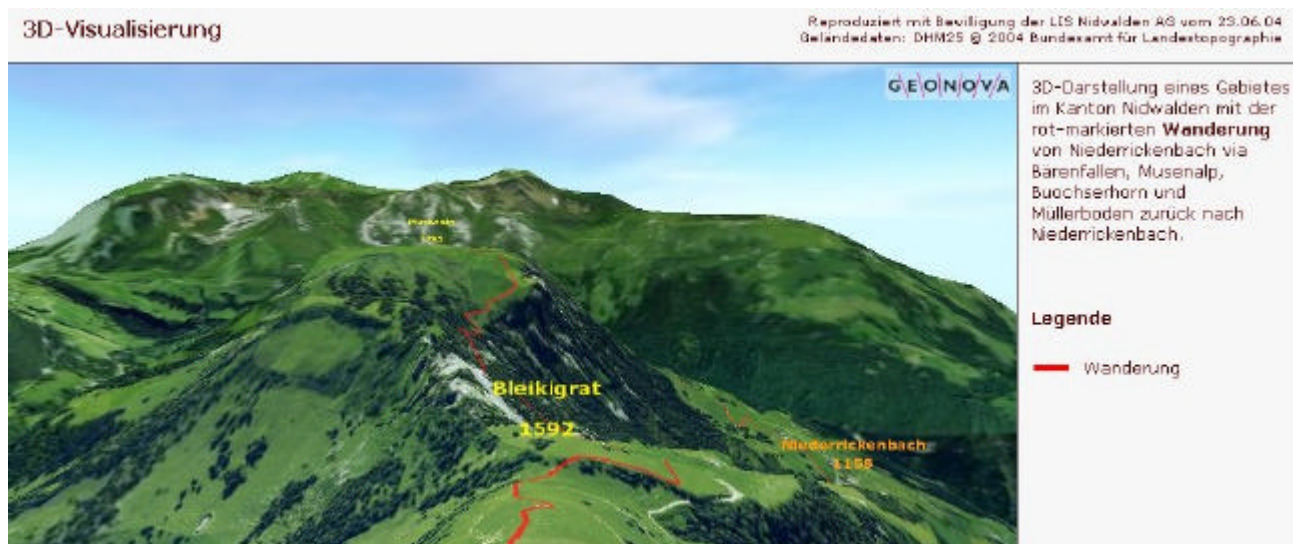 3D-Visualisierung
Reproduziert mit Bewilligung der LIS Nidwalden AG vom 23.06.04
Geländedaten: DHM25 © 2004 Bundesamt für Landestopographie
GEONOVA
3D-Darstellung eines Gebietes
im Kanton Nidwalden mit der
rot-markierten Wanderung
von Niederrickenbach via
Bärenfallen, Musenalp,
Buochserhorn und
Müllerboden zurück nach
Niederrickenbach.
Legende
Wanderung
Bleikigrat
1592
Niederrickenbach